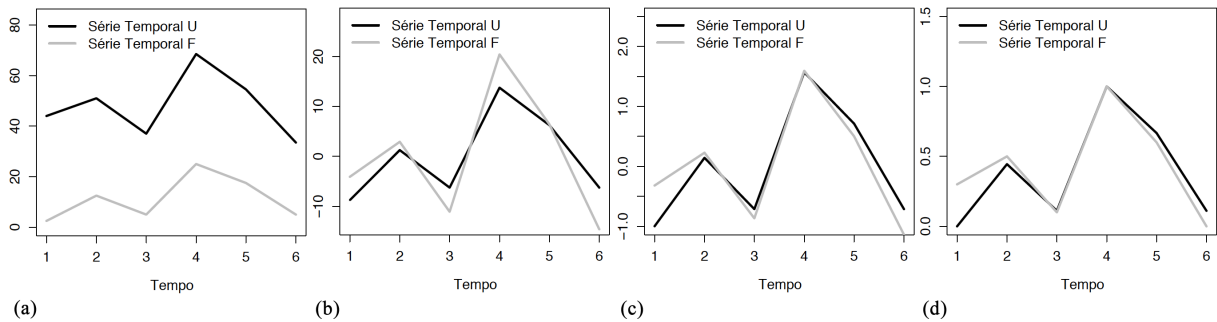 Série Temporal U
Série Temporal F
80
60
40
20
0
1 2 3 4 5 6
Tempo
(a)
Série Temporal U
Série Temporal F
20
10
0
−10
1 2 3 4 5 6
Tempo
(b)
Série Temporal U
Série Temporal F
2.0
1.0
0.0
−1.0
1 2 3 4 5 6
Tempo
(c)
Série Temporal U
Série Temporal F
1.5
1.0
0.5
0.0
1 2 3 4 5 6
Tempo
(d)